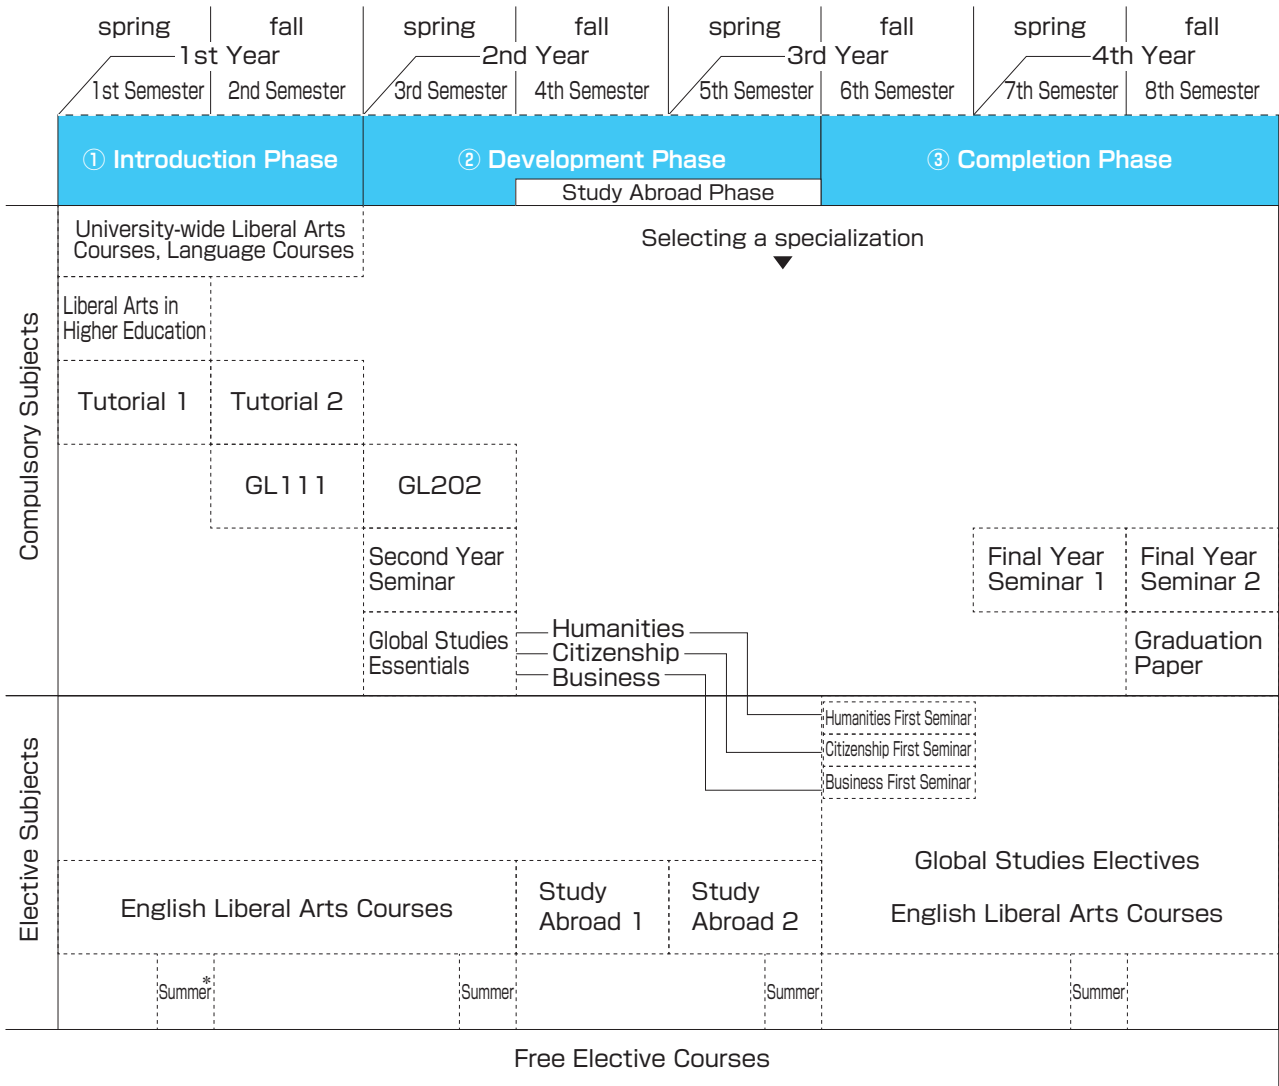 spring fall spring fall spring fall spring fall
1st Year 2nd Year 3rd Year 4th Year
1st Semester 2nd Semester 3rd Semester 4th Semester 5th Semester 6th Semester 7th Semester 8th Semester
① Introduction Phase ② Development Phase ③ Completion Phase
Study Abroad Phase
Compulsory Subjects
University-wide Liberal Arts
Courses, Language Courses
Selecting a specialization
▼
Liberal Arts in
Higher Education
Tutorial 1 Tutorial 2
GL111 GL202
Second Year
Seminar
Final Year
Seminar 1
Final Year
Seminar 2
Global Studies
Essentials
Humanities
Citizenship
Business
Graduation
Paper
Elective Subjects
Humanities First Seminar
Citizenship First Seminar
Business First Seminar
Global Studies Electives
English Liberal Arts Courses
English Liberal Arts Courses
Study
Abroad 1
Study
Abroad 2
Summer* Summer Summer Summer
Free Elective Courses